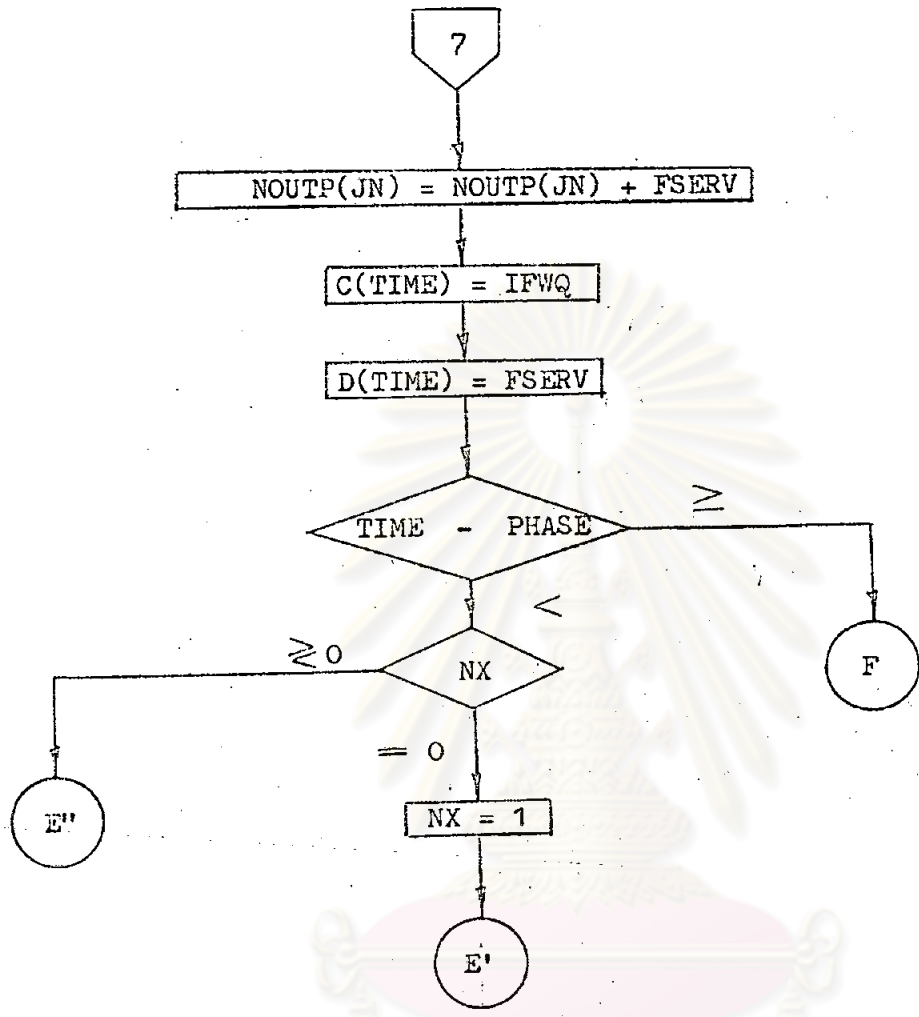 7
NOUTP(JN) = NOUTP(JN) + FSERV
C(TIME) = IFWQ
D(TIME) = FSERV
TIME - PHASE
≥
<
≷ 0
NX
F
= 0
E"
NX = 1
E'